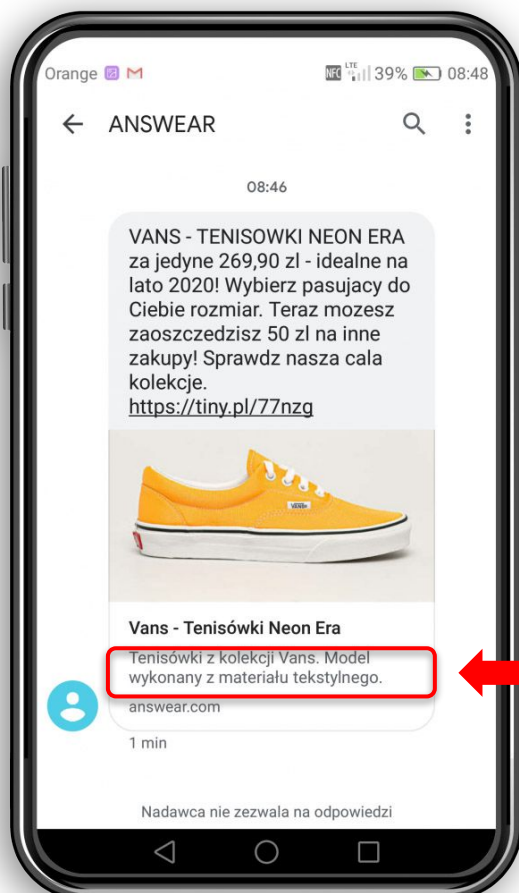 Orange NFC LTE 39% 08:48
ANSWEAR
08:46
VANS - TENISOWKI NEON ERA
za jedyne 269,90 zl - idealne na
lato 2020! Wybierz pasujacy do
Ciebie rozmiar. Teraz mozesz
zaoszczedzisz 50 zl na inne
zakupy! Sprawdz nasza cala
kolekcje.
https://tiny.pl/77nzg
VANS
Vans - Tenisówki Neon Era
Tenisówki z kolekcji Vans. Model
wykonany z materiału tekstylnego.
answear.com
1 min
Nadawca nie zezwala na odpowiedzi